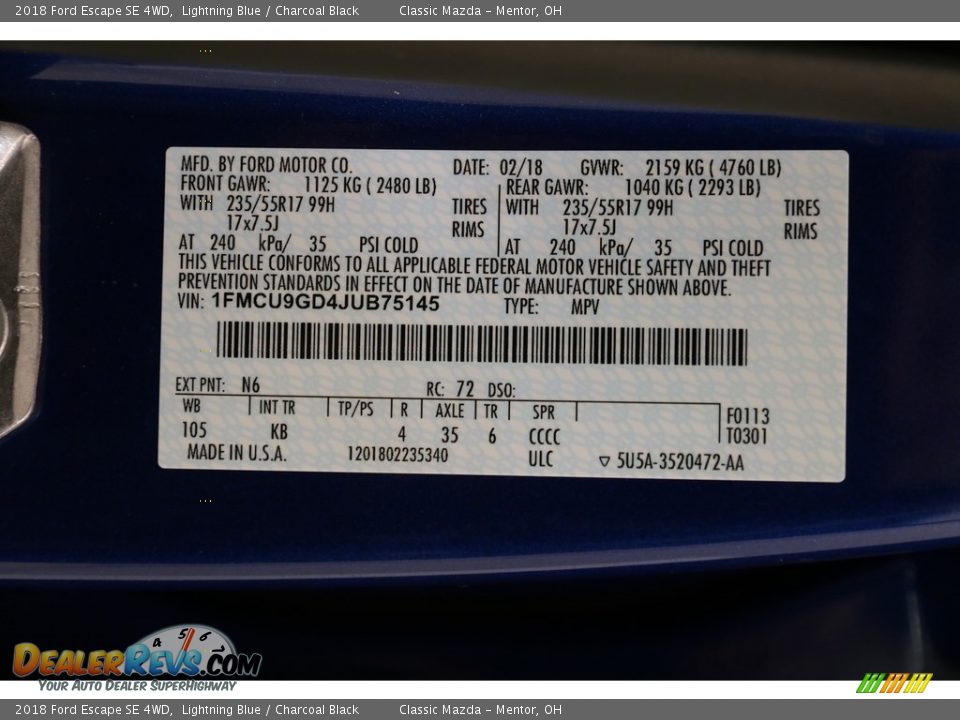 2018 Ford Escape SE 4WD, Lightning Blue / Charcoal Black Classic Mazda - Mentor, OH
MFD. BY FORD MOTOR CO. DATE: 02/18 GVWR: 2159 KG ( 4760 LB)
FRONT GAWR: 1125 KG ( 2480 LB) REAR GAWR: 1040 KG ( 2293 LB)
WITH 235/55R17 99H TIRES WITH 235/55R17 99H TIRES
17x7.5J RIMS 17x7.5J RIMS
AT 240 kPa/ 35 PSI COLD AT 240 kPa/ 35 PSI COLD
THIS VEHICLE CONFORMS TO ALL APPLICABLE FEDERAL MOTOR VEHICLE SAFETY AND THEFT
PREVENTION STANDARDS IN EFFECT ON THE DATE OF MANUFACTURE SHOWN ABOVE.
VIN: 1FMCU9GD4JUB75145 TYPE: MPV
EXT PNT: N6 RC: 72 DSO:
WB INT TR TP/PS R AXLE TR SPR F0113
105 KB 4 35 6 CCCC T0301
MADE IN U.S.A. 1201802235340 ULC ▽ 5U5A-3520472-AA
4 5 6
DEALERREVS.COM
YOUR AUTO DEALER SUPERHIGHWAY
2018 Ford Escape SE 4WD, Lightning Blue / Charcoal Black Classic Mazda - Mentor, OH